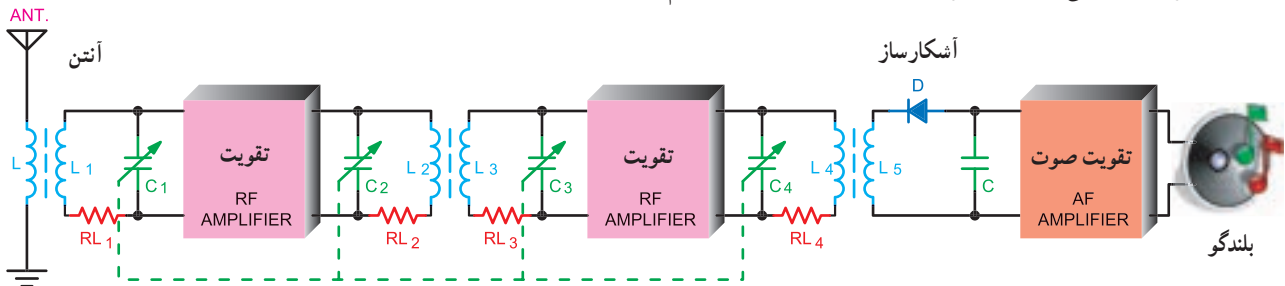 ANT.
آنتن
آشکارساز
D
L
L 1
C 1
تقویت
RF
AMPLIFIER
C 2
L 2
L 3
C 3
تقویت
RF
AMPLIFIER
C 4
L 4
L 5
C
تقویت صوت
AF
AMPLIFIER
RL 1
RL 2
RL 3
RL 4
بلندگو